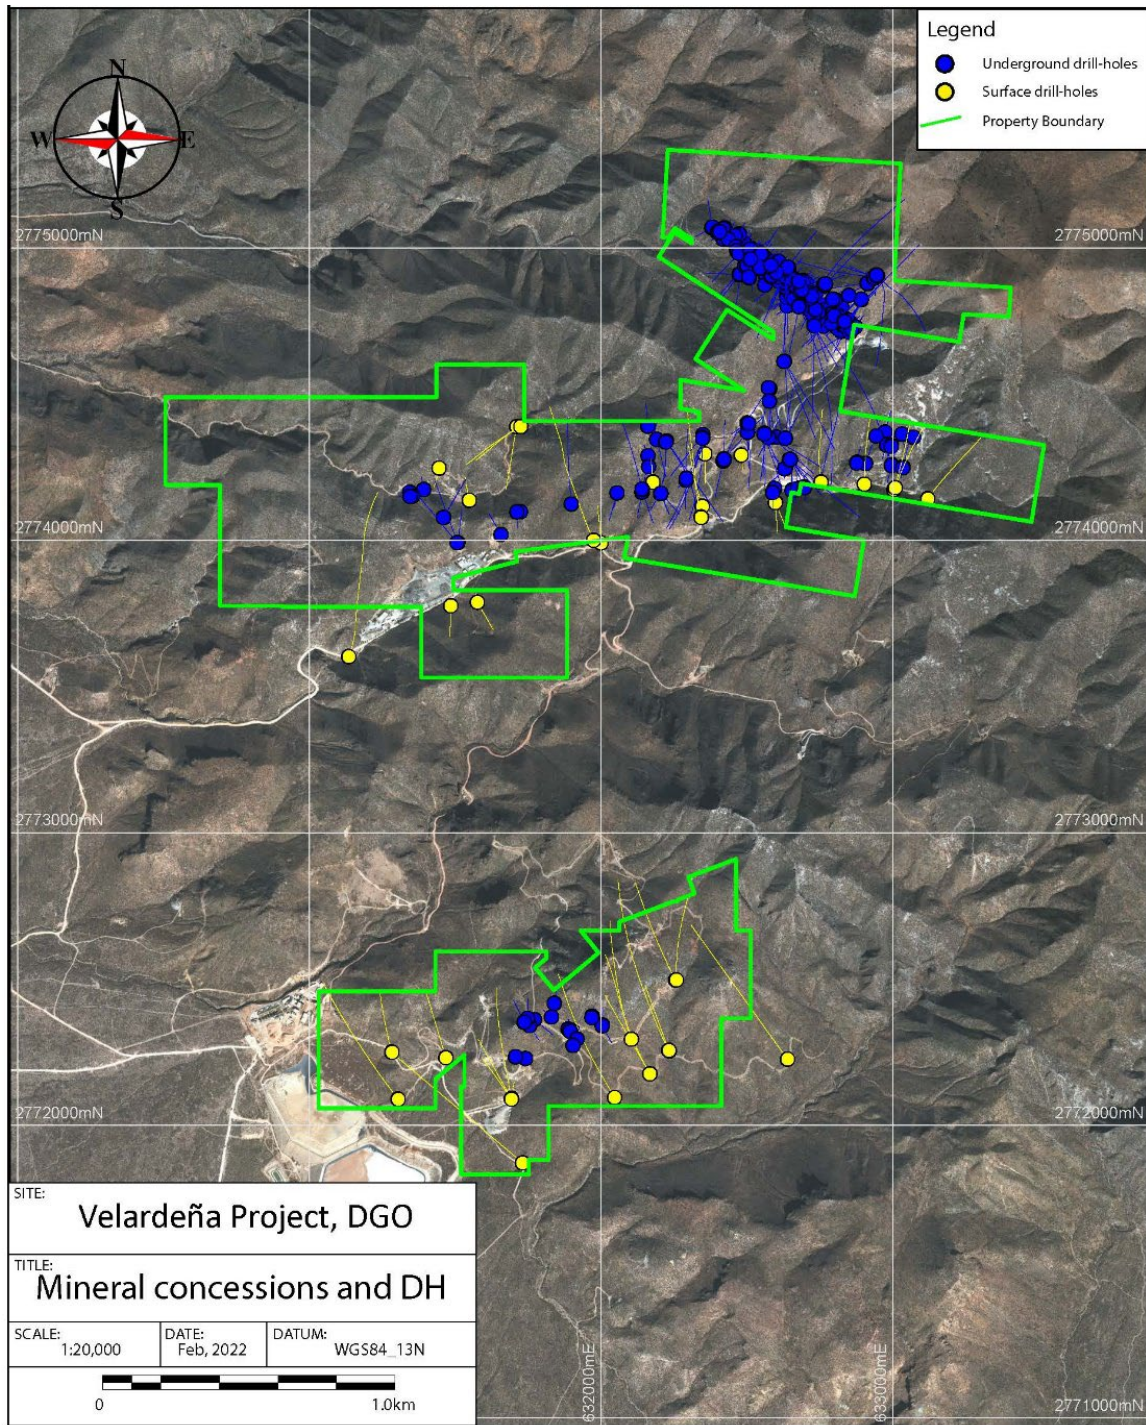 Legend
Underground drill-holes
Surface drill-holes
Property Boundary
N
W E
S
2775000mN 2775000mN
2774000mN 2774000mN
2773000mN 2773000mN
2772000mN 2772000mN
2771000mN
632000mE
633000mE
SITE:
Velardeña Project, DGO
TITLE:
Mineral concessions and DH
SCALE: DATE: DATUM:
1:20,000 Feb, 2022 WGS84_13N
0 1.0km